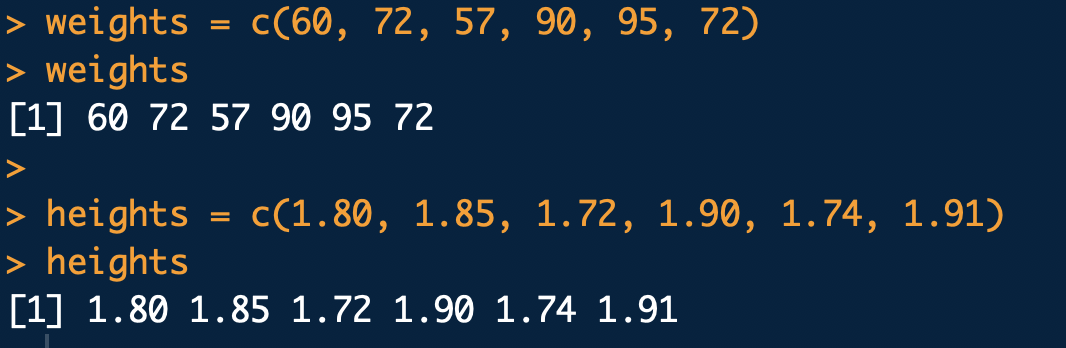 > weights = c(60, 72, 57, 90, 95, 72)
> weights
[1] 60 72 57 90 95 72
>
> heights = c(1.80, 1.85, 1.72, 1.90, 1.74, 1.91)
> heights
[1] 1.80 1.85 1.72 1.90 1.74 1.91